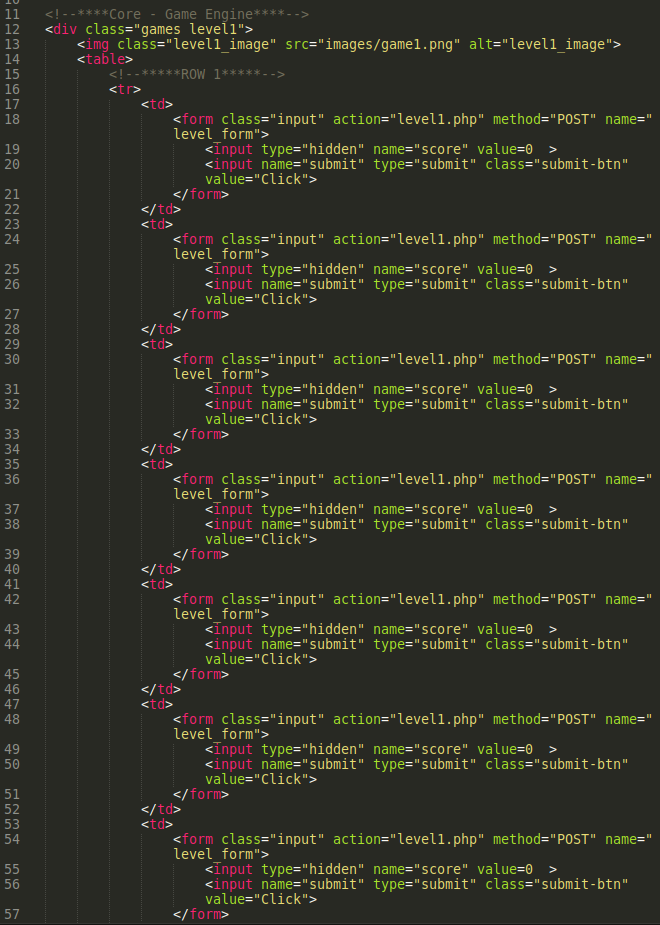 11 <!--****Core - Game Engine****-->
12 <div class="games level1">
13 <img class="level1_image" src="images/game1.png" alt="level1_image">
14 <table>
15 <!--*****ROW 1*****-->
16 <tr>
17 <td>
18 <form class="input" action="level1.php" method="POST" name="
level_form">
19 <input type="hidden" name="score" value=0  >
20 <input name="submit" type="submit" class="submit-btn"
value="Click">
21 </form>
22 </td>
23 <td>
24 <form class="input" action="level1.php" method="POST" name="
level_form">
25 <input type="hidden" name="score" value=0  >
26 <input name="submit" type="submit" class="submit-btn"
value="Click">
27 </form>
28 </td>
29 <td>
30 <form class="input" action="level1.php" method="POST" name="
level_form">
31 <input type="hidden" name="score" value=0  >
32 <input name="submit" type="submit" class="submit-btn"
value="Click">
33 </form>
34 </td>
35 <td>
36 <form class="input" action="level1.php" method="POST" name="
level_form">
37 <input type="hidden" name="score" value=0  >
38 <input name="submit" type="submit" class="submit-btn"
value="Click">
39 </form>
40 </td>
41 <td>
42 <form class="input" action="level1.php" method="POST" name="
level_form">
43 <input type="hidden" name="score" value=0  >
44 <input name="submit" type="submit" class="submit-btn"
value="Click">
45 </form>
46 </td>
47 <td>
48 <form class="input" action="level1.php" method="POST" name="
level_form">
49 <input type="hidden" name="score" value=0  >
50 <input name="submit" type="submit" class="submit-btn"
value="Click">
51 </form>
52 </td>
53 <td>
54 <form class="input" action="level1.php" method="POST" name="
level_form">
55 <input type="hidden" name="score" value=0  >
56 <input name="submit" type="submit" class="submit-btn"
value="Click">
57 </form>